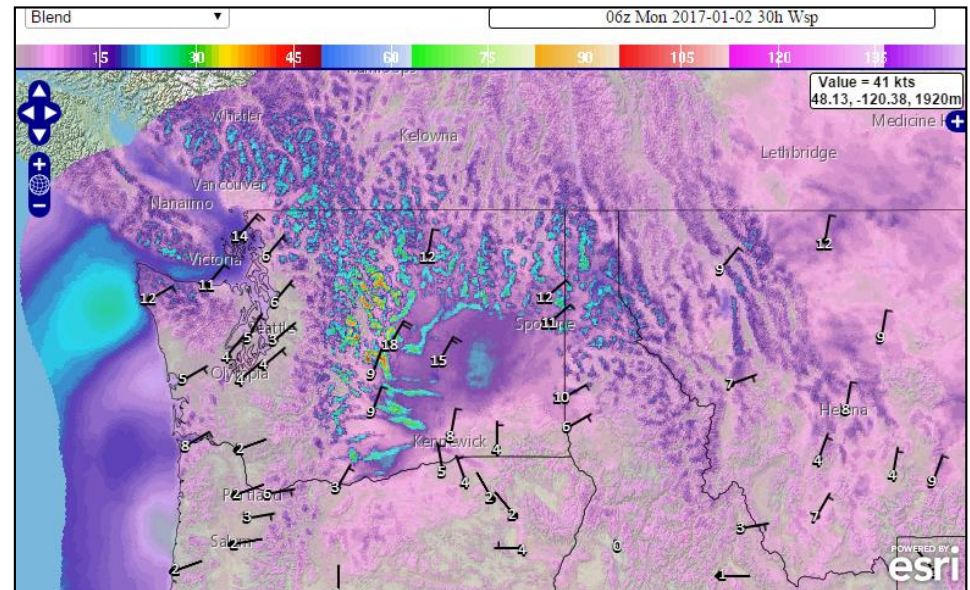 Blend
06z Mon 2017-01-02 30h Wsp
15 30 45 60 75 90 105 120 135
Value = 41 kts
48.13, -120.38, 1920m
Medicine H
Whistler
Kelowna
Lethbridge
Vancouver
Nanaimo
14
12
12
6
Victoria
9
11
12
12
6
11
Spokane
5
Seattle
3
18
9
4
15
4
9
5
Olympia
4
7
10
9
8
Helena
6
8
Kennewick
8
2
4
4
5
4
9
4
3
2
Portland
6
2
3
2
7
3
Salem
2
4
0
2
1
POWERED BY
esri